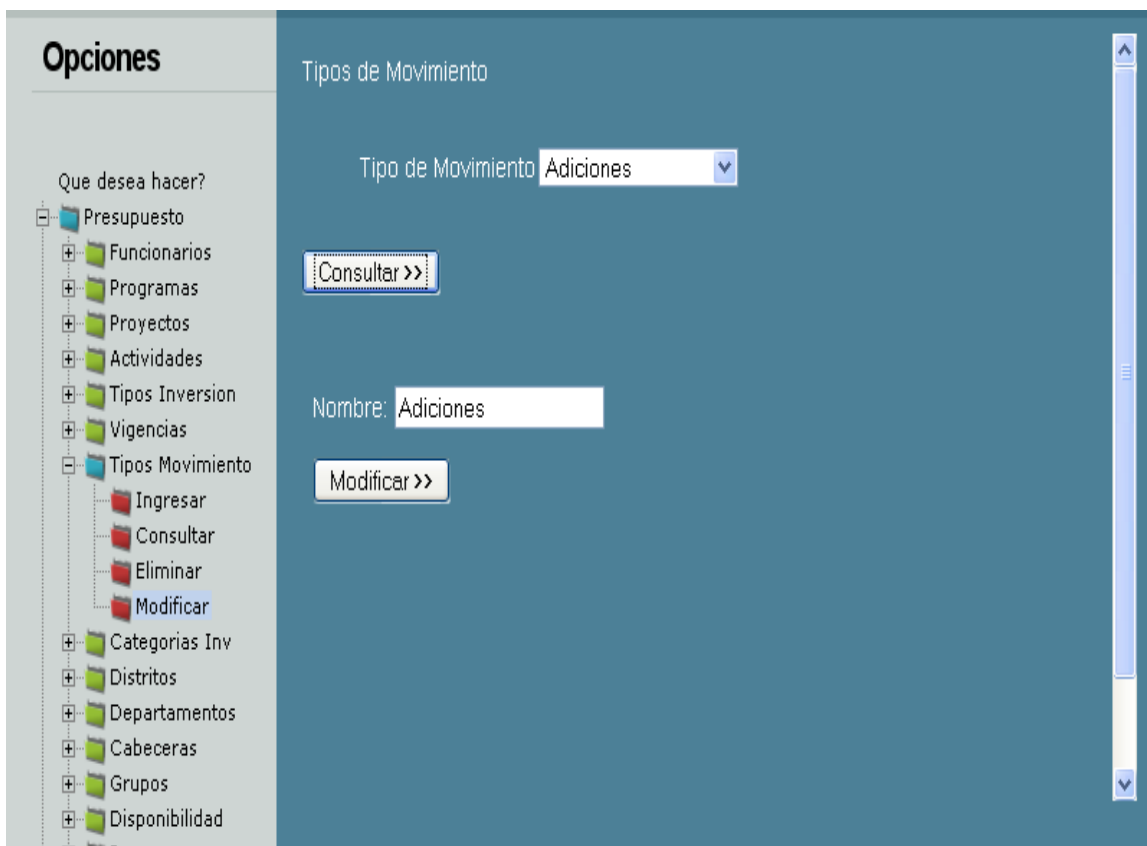 Opciones
Que desea hacer?
Presupuesto
Funcionarios
Programas
Proyectos
Actividades
Tipos Inversion
Vigencias
Tipos Movimiento
Ingresar
Consultar
Eliminar
Modificar
Categorias Inv
Distritos
Departamentos
Cabeceras
Grupos
Disponibilidad
Tipos de Movimiento
Tipo de Movimiento Adiciones
Consultar >>
Nombre: Adiciones
Modificar >>